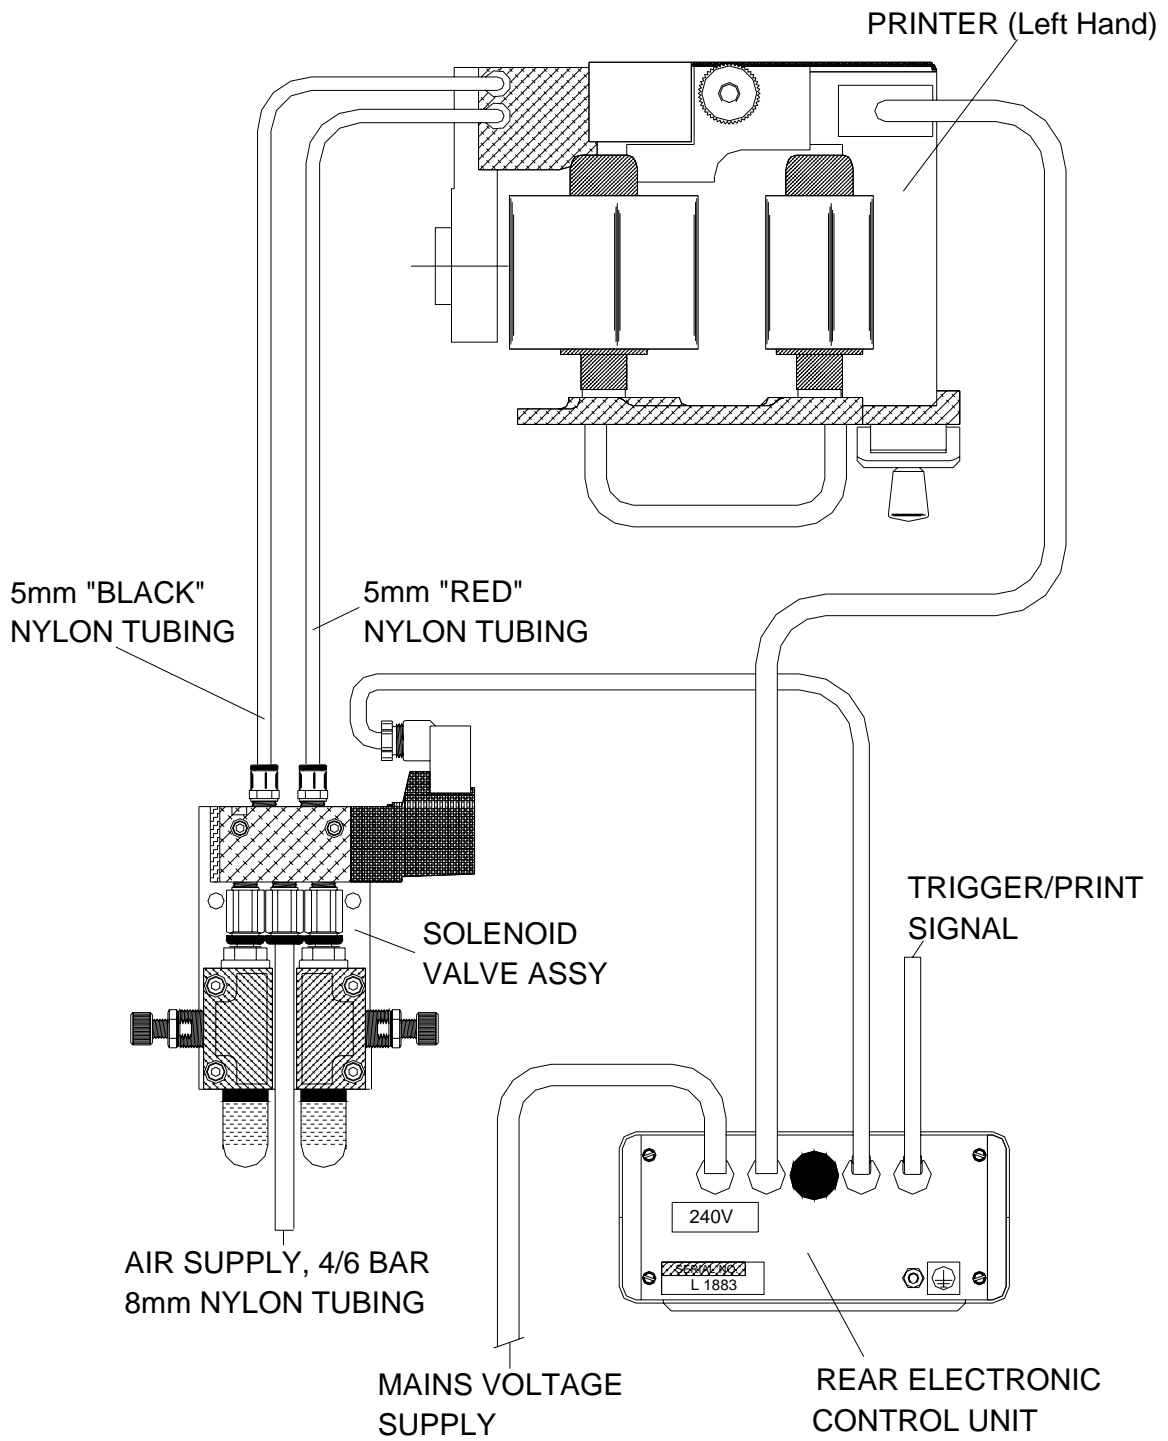 PRINTER (Left Hand)
5mm "BLACK"
NYLON TUBING
5mm "RED"
NYLON TUBING
SOLENOID
VALVE ASSY
TRIGGER/PRINT
SIGNAL
240V
SERIAL NO.
L 1883
AIR SUPPLY, 4/6 BAR
8mm NYLON TUBING
MAINS VOLTAGE
SUPPLY
REAR ELECTRONIC
CONTROL UNIT